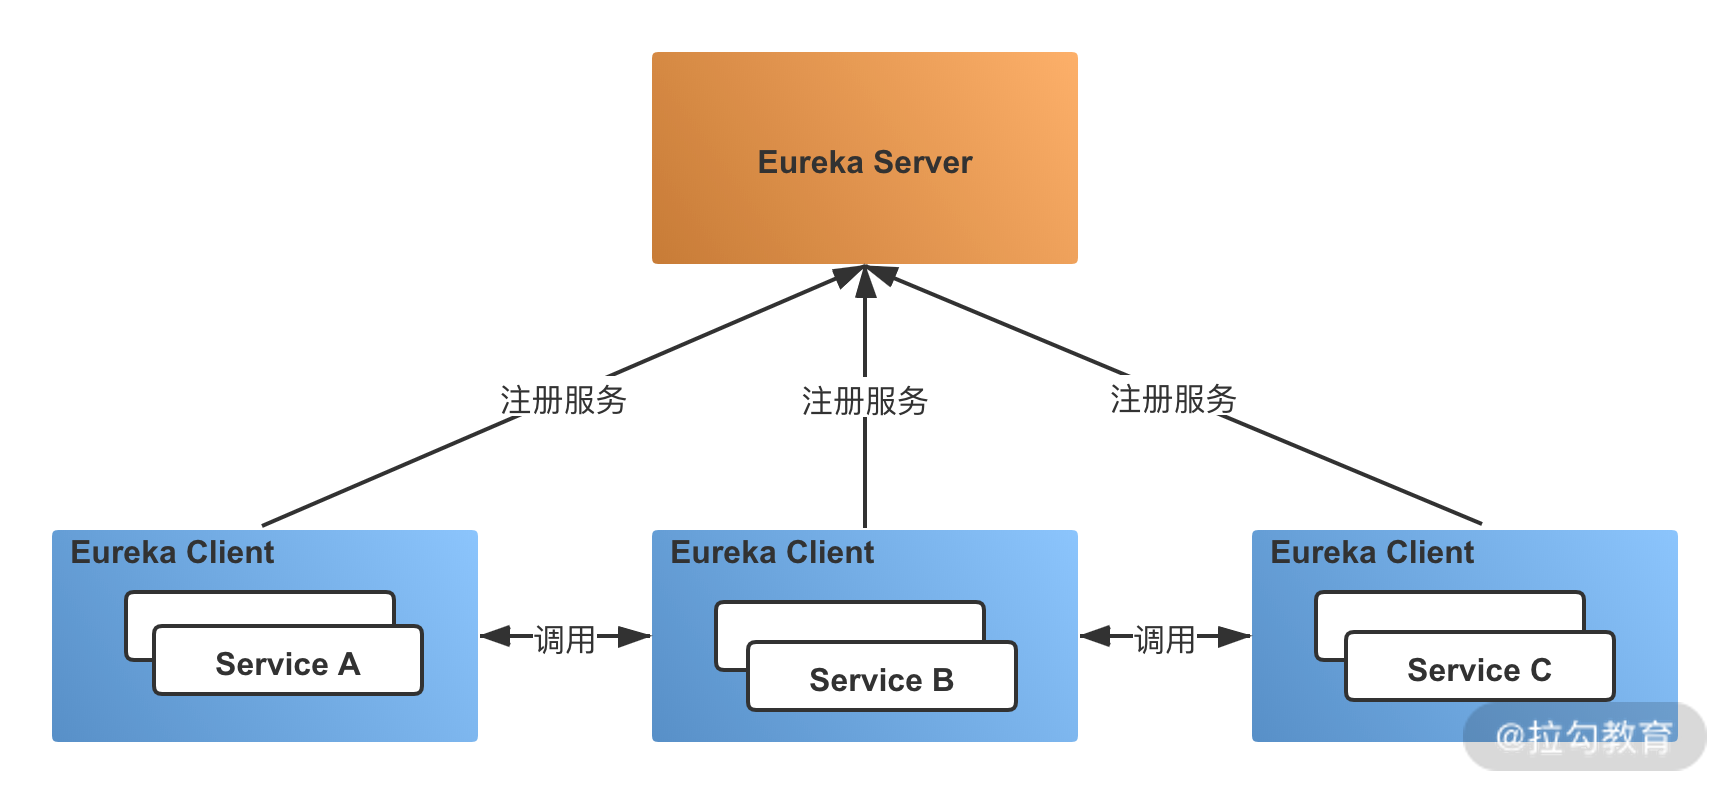 Eureka Server
注册服务
注册服务
注册服务
Eureka Client
Eureka Client
Eureka Client
Service A
调用
Service B
调用
Service C
@拉勾教育